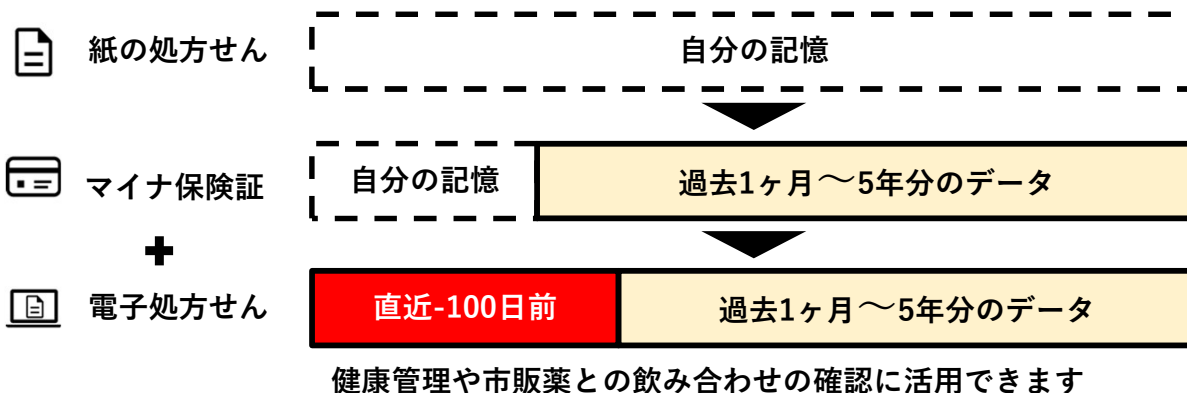 紙の処方せん
自分の記憶
マイナ保険証
自分の記憶
過去1ヶ月～5年分のデータ
電子処方せん
直近-100日前
過去1ヶ月～5年分のデータ
健康管理や市販薬との飲み合わせの確認に活用できます